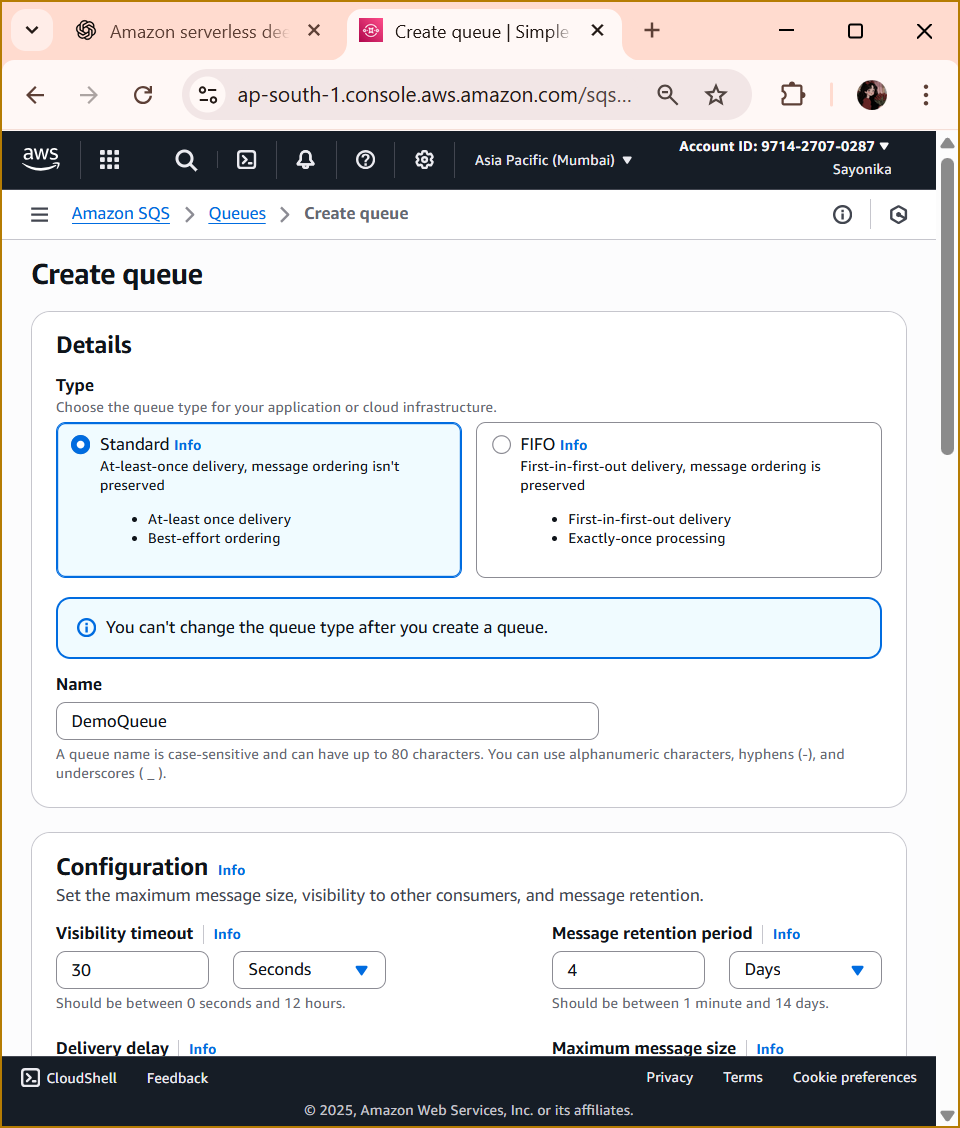 Amazon serverless dee
Create queue | Simple
ap-south-1.console.aws.amazon.com/sqs...
aws
Asia Pacific (Mumbai)
Account ID: 9714-2707-0287
Sayonika
Amazon SQS
Queues
Create queue
Create queue
Details
Type
Choose the queue type for your application or cloud infrastructure.
Standard Info
At-least-once delivery, message ordering isn't
preserved
• At-least once delivery
• Best-effort ordering
FIFO Info
First-in-first-out delivery, message ordering is
preserved
• First-in-first-out delivery
• Exactly-once processing
You can't change the queue type after you create a queue.
Name
DemoQueue
A queue name is case-sensitive and can have up to 80 characters. You can use alphanumeric characters, hyphens (-), and
underscores ( _ ).
Configuration Info
Set the maximum message size, visibility to other consumers, and message retention.
Visibility timeout Info
30
Seconds
Should be between 0 seconds and 12 hours.
Message retention period Info
4
Days
Should be between 1 minute and 14 days.
Delivery delay Info
Maximum message size Info
CloudShell
Feedback
Privacy
Terms
Cookie preferences
© 2025, Amazon Web Services, Inc. or its affiliates.